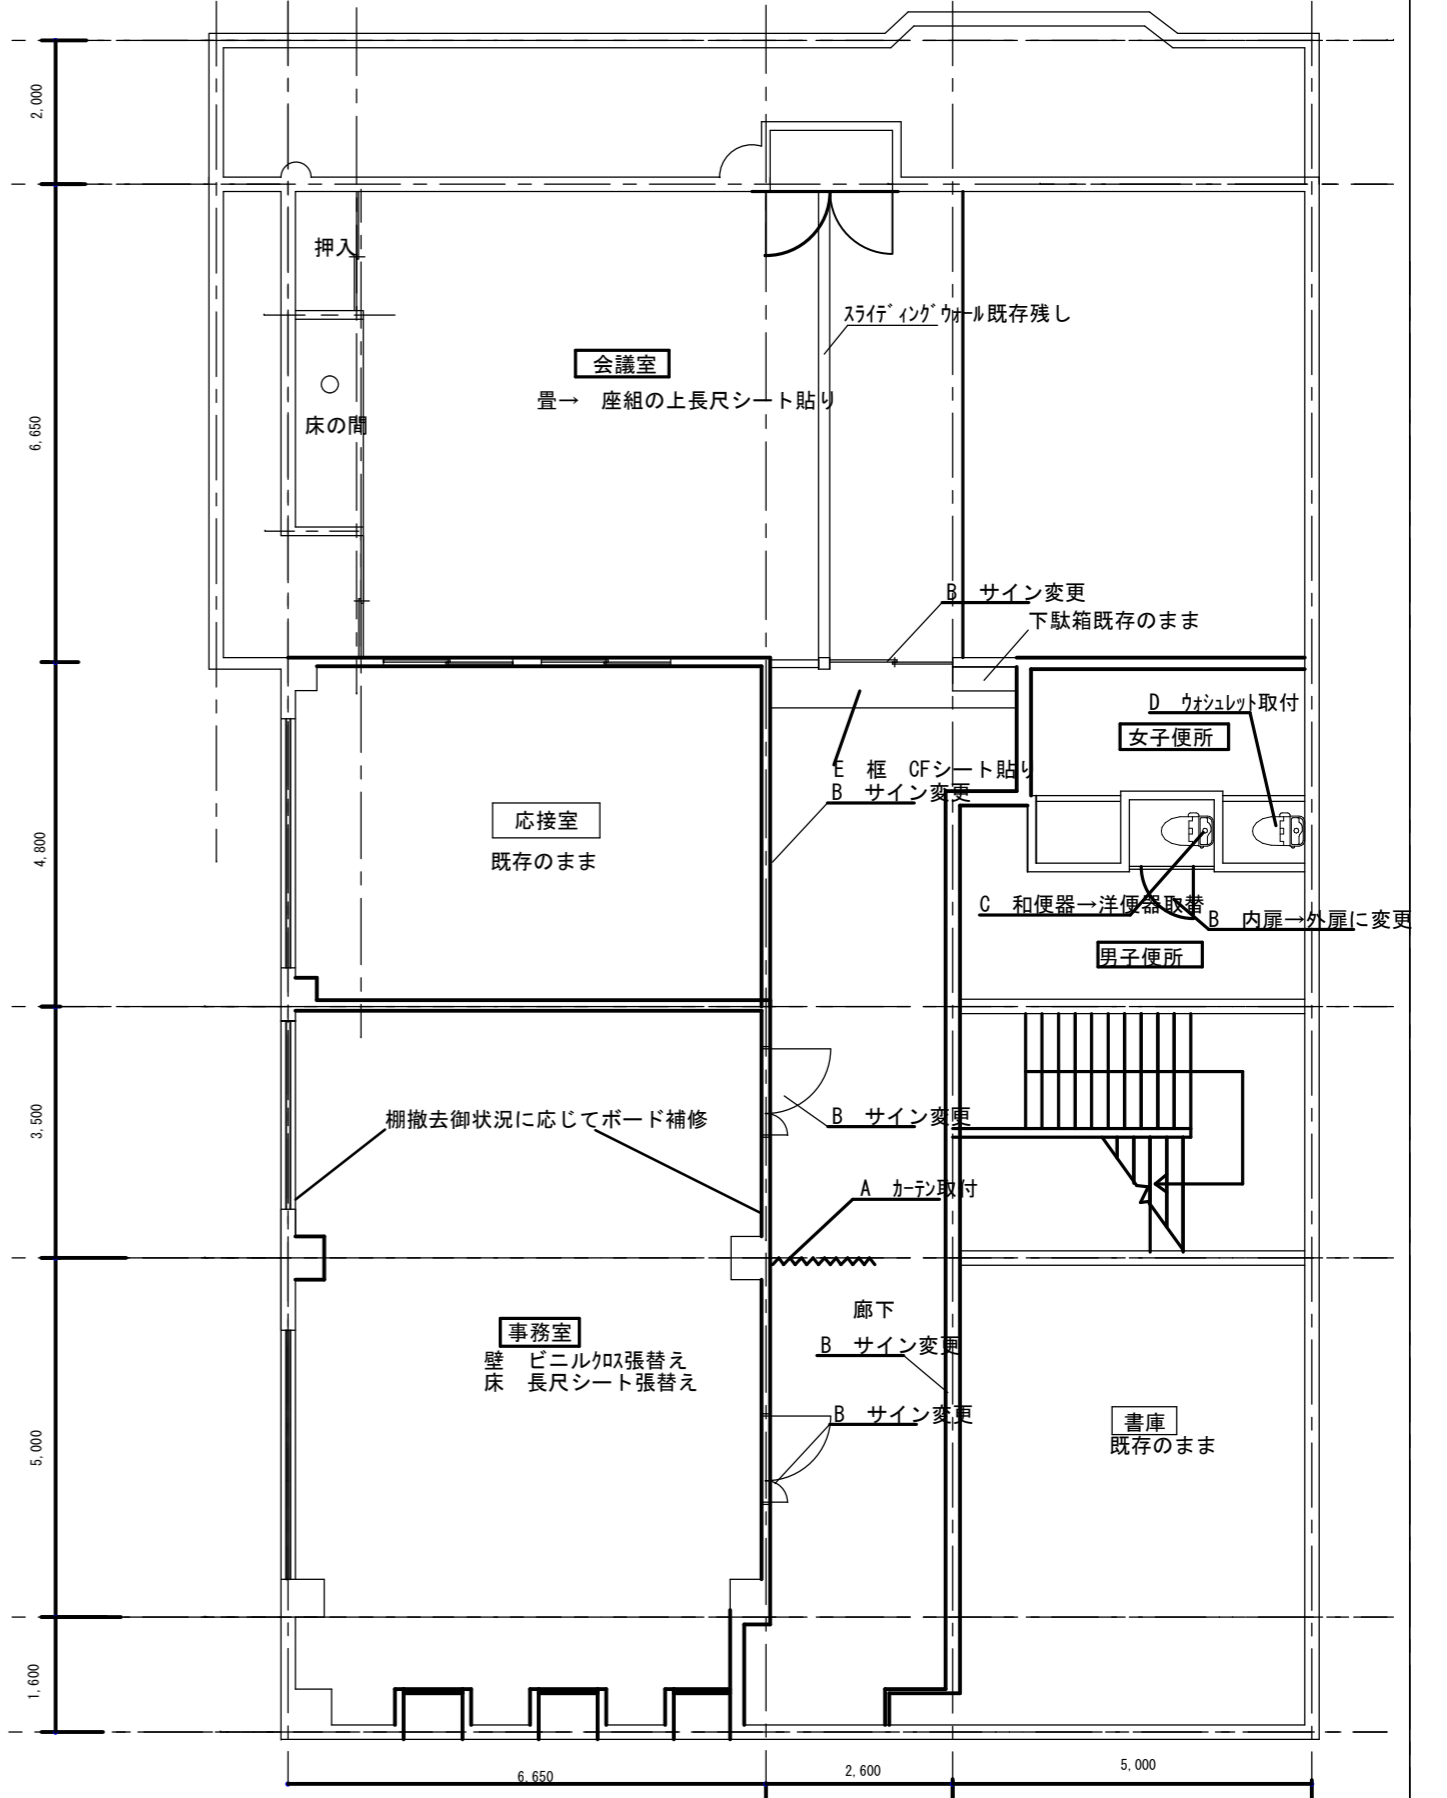 2,000
押入
スライディングウォール既存残し
会議室
畳→　座組の上長尺シート貼り
床の間
6,650
B　サイン変更
下駄箱既存のまま
D　ウォシュレット取付
女子便所
E　框　CFシート貼り
B　サイン変更
応接室
既存のまま
4,800
C　和便器→洋便器取替
B　内扉→外扉に変更
男子便所
棚撤去御状況に応じてボード補修
B　サイン変更
3,500
A　カーテン取付
廊下
事務室
壁　ビニルクロス張替え
床　長尺シート張替え
B　サイン変更
B　サイン変更
書庫
既存のまま
5,000
1,600
6,650
2,600
5,000